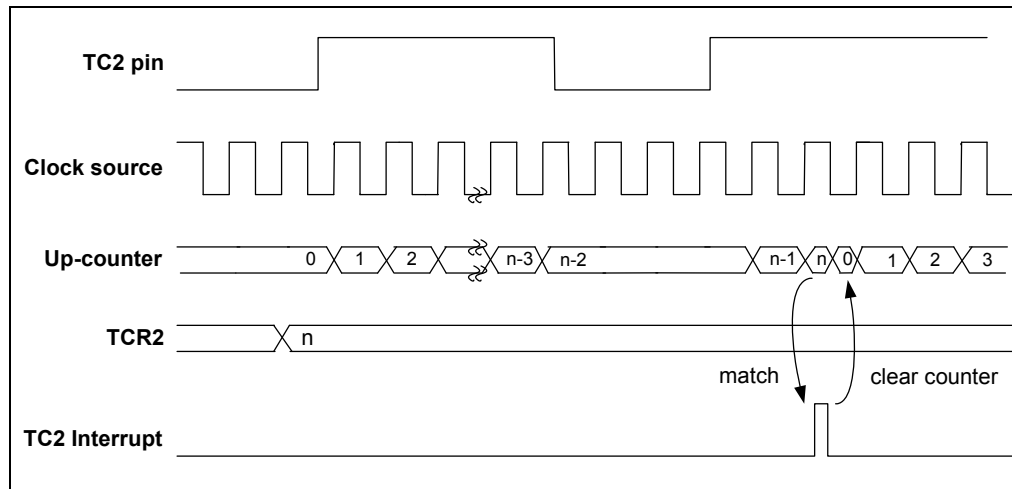 TC2 pin
Clock source
Up-counter 0 1 2 n-3 n-2 n-1 n 0 1 2 3
TCR2 n
match clear counter
TC2 Interrupt